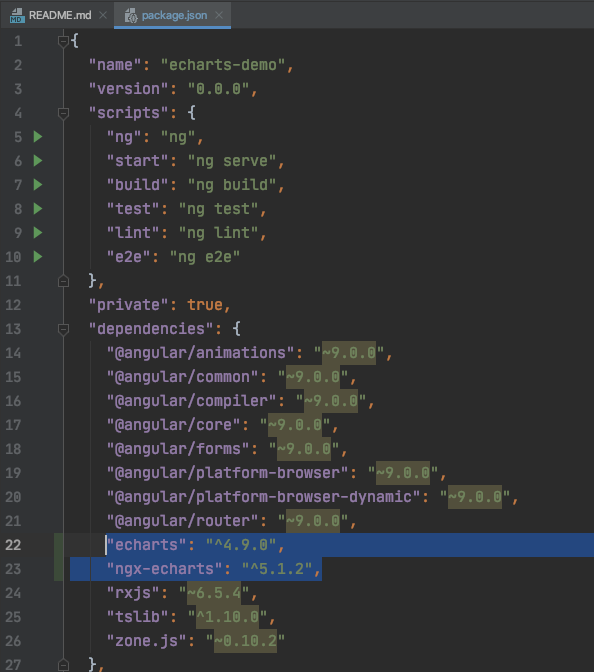 README.md package.json
1 {
2 "name": "echarts-demo",
3 "version": "0.0.0",
4 "scripts": {
5 "ng": "ng",
6 "start": "ng serve",
7 "build": "ng build",
8 "test": "ng test",
9 "lint": "ng lint",
10 "e2e": "ng e2e"
11 },
12 "private": true,
13 "dependencies": {
14 "@angular/animations": "~9.0.0",
15 "@angular/common": "~9.0.0",
16 "@angular/compiler": "~9.0.0",
17 "@angular/core": "~9.0.0",
18 "@angular/forms": "~9.0.0",
19 "@angular/platform-browser": "~9.0.0",
20 "@angular/platform-browser-dynamic": "~9.0.0",
21 "@angular/router": "~9.0.0",
22 "echarts": "^4.9.0",
23 "ngx-echarts": "^5.1.2",
24 "rxjs": "~6.5.4",
25 "tslib": "^1.10.0",
26 "zone.js": "~0.10.2"
27 },